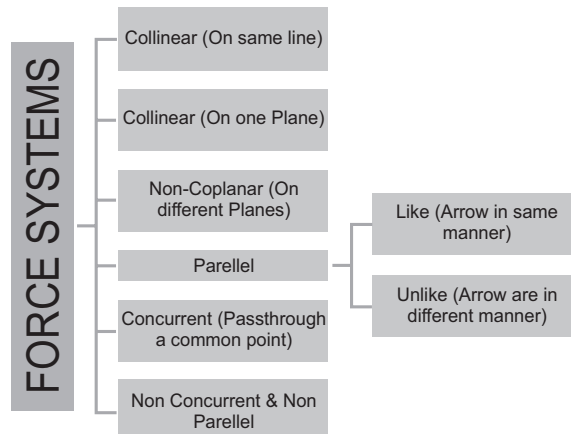 FORCE SYSTEMS
Collinear (On same line)
Collinear (On one Plane)
Non-Coplanar (On
different Planes)
Parellel
Like (Arrow in same
manner)
Unlike (Arrow are in
different manner)
Concurrent (Passthrough
a common point)
Non Concurrent & Non
Parellel